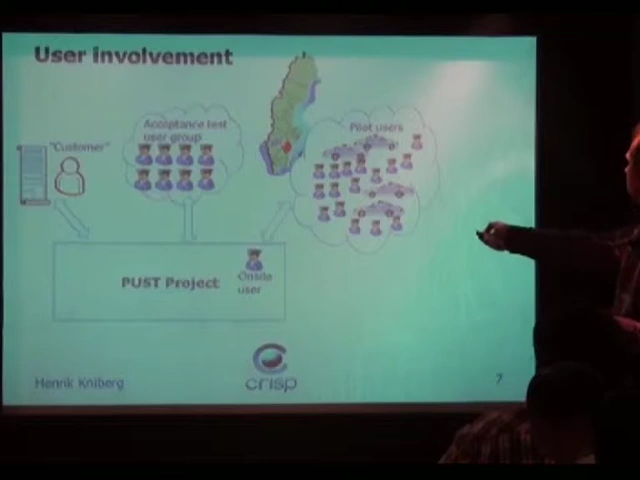 User involvement
Acceptance test
user group
"Customer"
Pilot users
PUST Project
Onsite
user
crisp
Henrik Kniberg
7